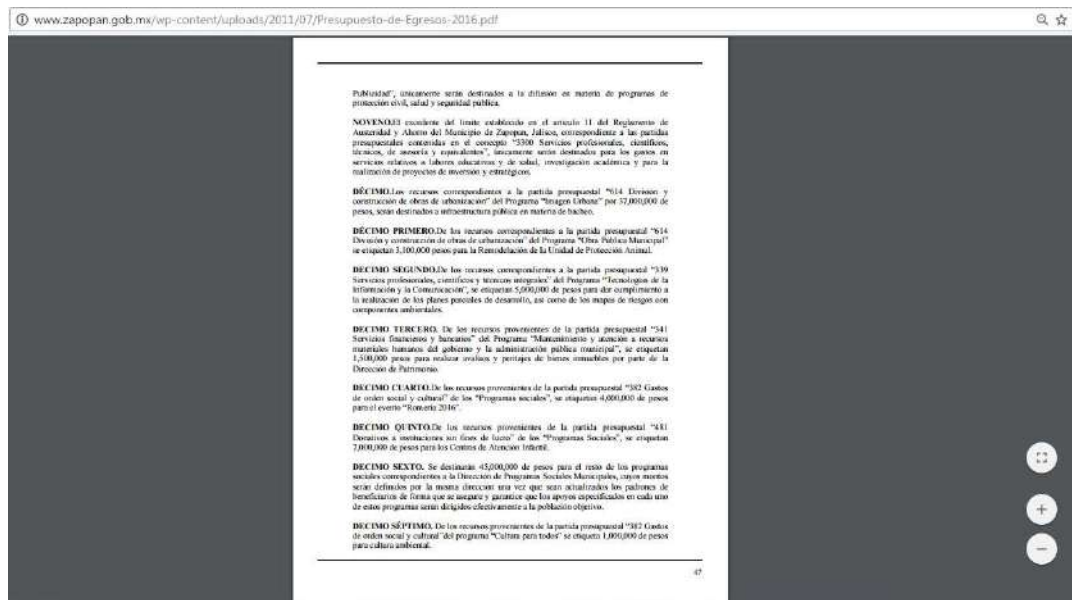 www.zapopan.gob.mx/wp-content/uploads/2011/07/Presupuesto-de-Egresos-2016.pdf
Publicidad", únicamente serán destinados a la difusión en materia de programas de
protección civil, salud y seguridad pública.
NOVENO.El excedente del límite establecido en el artículo 11 del Reglamento de
Austeridad y Ahorro del Municipio de Zapopan, Jalisco, correspondiente a las partidas
presupuestales contenidas en el concepto "3300 Servicios profesionales, científicos,
técnicos, de asesoría y equivalentes", únicamente serán destinados para los gastos en
servicios relativos a labores educativas y de salud, investigación académica y para la
realización de proyectos de inversión y estratégicos.
DÉCIMO.Los recursos correspondientes a la partida presupuestal "614 División y
construcción de obras de urbanización" del Programa "Imagen Urbana" por 37,000,000 de
pesos, serán destinados a infraestructura pública en materia de bacheo.
DÉCIMO PRIMERO.De los recursos correspondientes a la partida presupuestal "614
División y construcción de obras de urbanización" del Programa "Obra Pública Municipal"
se etiquetan 3,100,000 pesos para la Remodelación de la Unidad de Protección Animal.
DECIMO SEGUNDO.De los recursos correspondientes a la partida presupuestal "339
Servicios profesionales, científicos y técnicos integrales" del Programa "Tecnologías de la
Información y la Comunicación", se etiquetan 5,000,000 de pesos para dar cumplimiento a
la realización de los planes parciales de desarrollo, así como de los mapas de riesgos con
componentes ambientales.
DECIMO TERCERO. De los recursos provenientes de la partida presupuestal "341
Servicios financieros y bancarios" del Programa "Mantenimiento y atención a recursos
materiales humanos del gobierno y la administración pública municipal", se etiquetan
1,500,000 pesos para realizar avalúos y peritajes de bienes inmuebles por parte de la
Dirección de Patrimonio.
DECIMO CUARTO.De los recursos provenientes de la partida presupuestal "382 Gastos
de orden social y cultural" de los "Programas sociales", se etiquetan 4,000,000 de pesos
para el evento "Romería 2016".
DECIMO QUINTO.De los recursos provenientes de la partida presupuestal "481
Donativos a instituciones sin fines de lucro" de los "Programas Sociales", se etiquetan
7,000,000 de pesos para los Centros de Atención Infantil.
DECIMO SEXTO. Se destinarán 45,000,000 de pesos para el resto de los programas
sociales correspondientes a la Dirección de Programas Sociales Municipales, cuyos montos
serán definidos por la misma dirección una vez que sean actualizados los padrones de
beneficiarios de forma que se asegure y garantice que los apoyos especificados en cada uno
de estos programas serán dirigidos efectivamente a la población objetivo.
DECIMO SÉPTIMO. De los recursos provenientes de la partida presupuestal "382 Gastos
de orden social y cultural"del programa "Cultura para todos" se etiqueta 1,000,000 de pesos
para cultura ambiental.
47